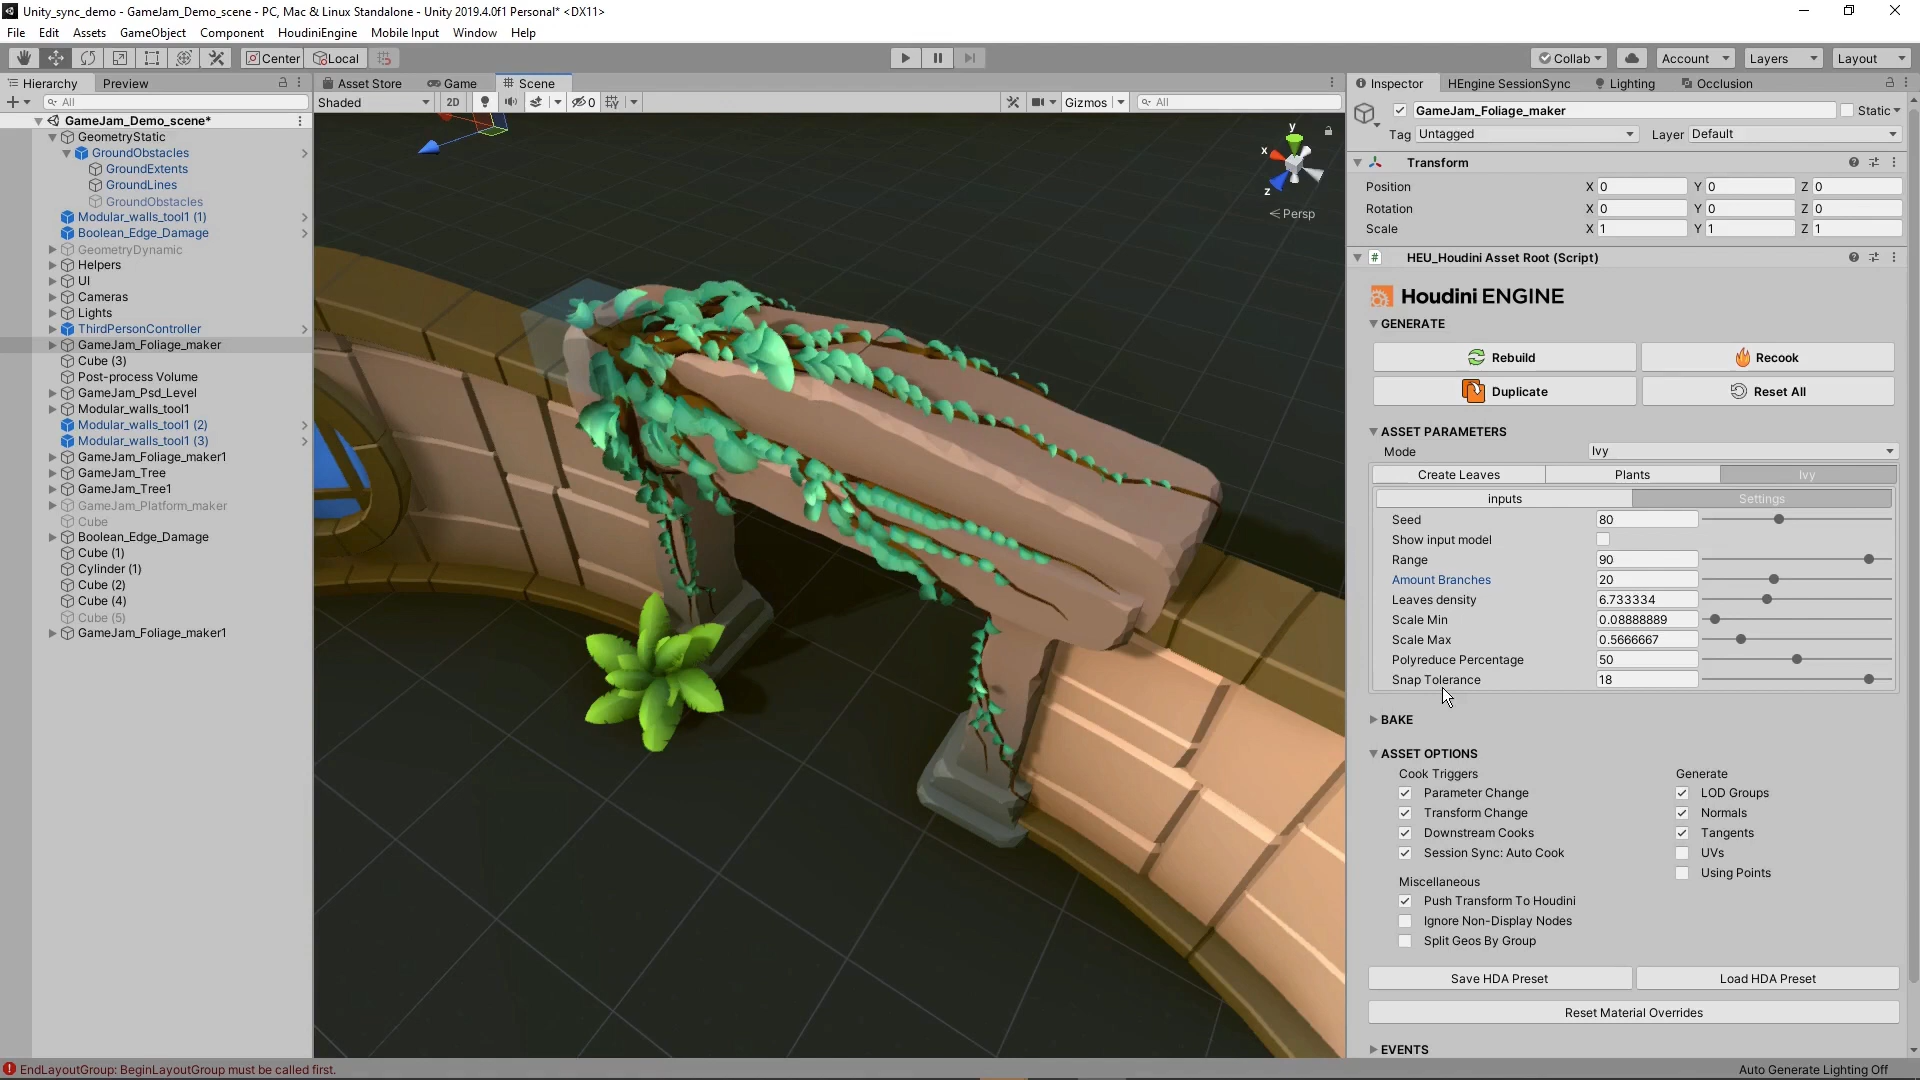 Unity_sync_demo - GameJam_Demo_scene - PC, Mac & Linux Standalone - Unity 2019.4.0f1 Personal* <DX11>
File Edit Assets GameObject Component HoudiniEngine Mobile Input Window Help
Center Local Collab Account Layers Layout
Hierarchy Preview Asset Store Game Scene Inspector HEngine SessionSync Lighting Occlusion
All Shaded 2D 0 Gizmos All
GameJam_Demo_scene*
GeometryStatic
GroundObstacles
GroundExtents
GroundLines
GroundObstacles
Modular_walls_tool1 (1)
Boolean_Edge_Damage
GeometryDynamic
Helpers
UI
Cameras
Lights
ThirdPersonController
GameJam_Foliage_maker
Cube (3)
Post-process Volume
GameJam_Psd_Level
Modular_walls_tool1
Modular_walls_tool1 (2)
Modular_walls_tool1 (3)
GameJam_Foliage_maker1
GameJam_Tree
GameJam_Tree1
GameJam_Platform_maker
Cube
Boolean_Edge_Damage
Cube (1)
Cylinder (1)
Cube (2)
Cube (4)
Cube (5)
GameJam_Foliage_maker1
y
x
z
Persp
GameJam_Foliage_maker Static
Tag Untagged Layer Default
Transform
Position X 0 Y 0 Z 0
Rotation X 0 Y 0 Z 0
Scale X 1 Y 1 Z 1
# HEU_Houdini Asset Root (Script)
Houdini ENGINE
GENERATE
Rebuild Recook
Duplicate Reset All
ASSET PARAMETERS
Mode Ivy
Create Leaves Plants Ivy
inputs Settings
Seed 80
Show input model
Range 90
Amount Branches 20
Leaves density 6.733334
Scale Min 0.08888889
Scale Max 0.5666667
Polyreduce Percentage 50
Snap Tolerance 18
BAKE
ASSET OPTIONS
Cook Triggers Generate
Parameter Change LOD Groups
Transform Change Normals
Downstream Cooks Tangents
Session Sync: Auto Cook UVs
Using Points
Miscellaneous
Push Transform To Houdini
Ignore Non-Display Nodes
Split Geos By Group
Save HDA Preset Load HDA Preset
Reset Material Overrides
EVENTS
EndLayoutGroup: BeginLayoutGroup must be called first. Auto Generate Lighting Off